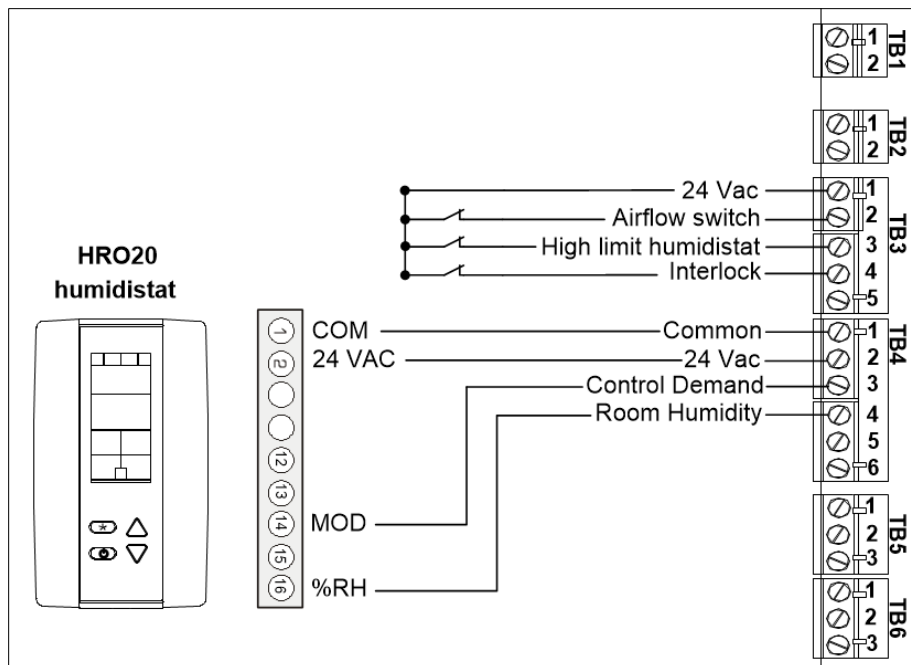 1
2
TB1
1
2
TB2
24 Vac
Airflow switch
High limit humidistat
Interlock
1
2
3
4
5
TB3
HRO20
humidistat
1 COM Common 1
2 24 VAC 24 Vac 2
Control Demand 3
Room Humidity 4
5
6
TB4
12
13
14 MOD
15
16 %RH
1
2
3
TB5
1
2
3
TB6